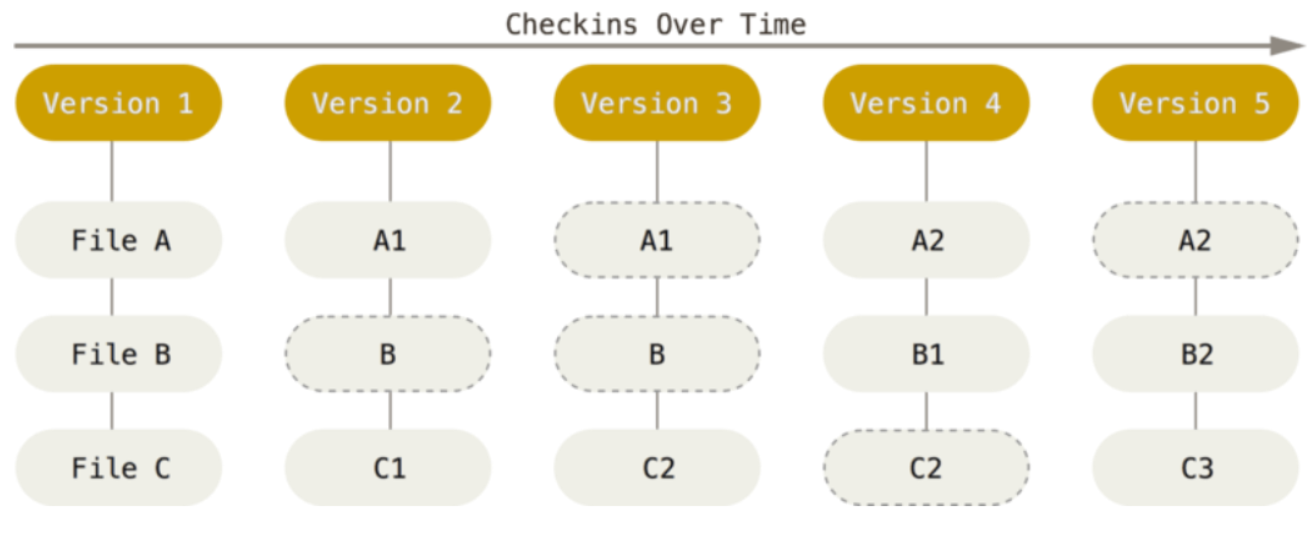 Checkins Over Time
Version 1 Version 2 Version 3 Version 4 Version 5
File A A1 A1 A2 A2
File B B B B1 B2
File C C1 C2 C2 C3